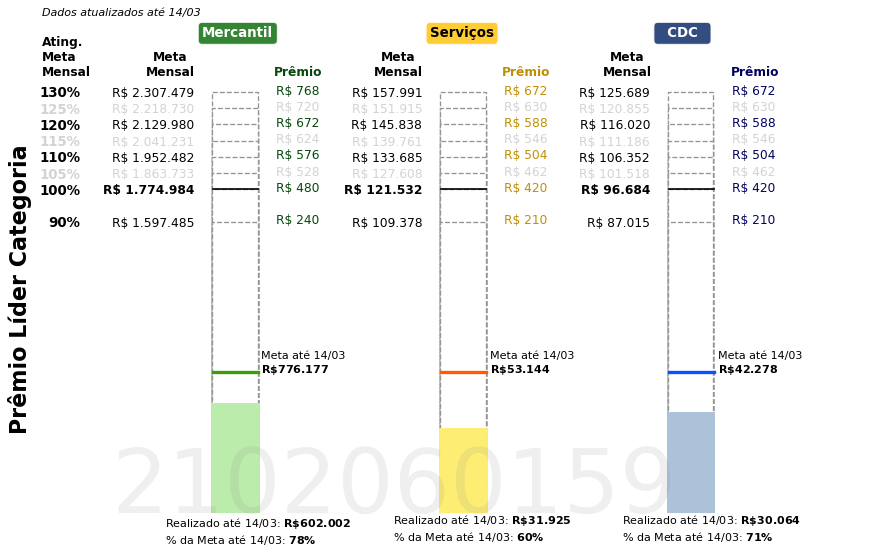 Dados atualizados até 14/03
Mercantil Serviços CDC
Ating. Meta Mensal
Meta Mensal Prêmio Meta Mensal Prêmio Meta Mensal Prêmio
130% R$ 2.307.479 R$ 768 R$ 157.991 R$ 672 R$ 125.689 R$ 672
125% R$ 2.218.730 R$ 720 R$ 151.915 R$ 630 R$ 120.855 R$ 630
120% R$ 2.129.980 R$ 672 R$ 145.838 R$ 588 R$ 116.020 R$ 588
115% R$ 2.041.231 R$ 624 R$ 139.761 R$ 546 R$ 111.186 R$ 546
110% R$ 1.952.482 R$ 576 R$ 133.685 R$ 504 R$ 106.352 R$ 504
105% R$ 1.863.733 R$ 528 R$ 127.608 R$ 462 R$ 101.518 R$ 462
100% R$ 1.774.984 R$ 480 R$ 121.532 R$ 420 R$ 96.684 R$ 420
90% R$ 1.597.485 R$ 240 R$ 109.378 R$ 210 R$ 87.015 R$ 210
Prêmio Líder Categoria
Meta até 14/03 Meta até 14/03 Meta até 14/03
R$776.177 R$53.144 R$42.278
2102060159
Realizado até 14/03: R$602.002 Realizado até 14/03: R$31.925 Realizado até 14/03: R$30.064
% da Meta até 14/03: 78% % da Meta até 14/03: 60% % da Meta até 14/03: 71%